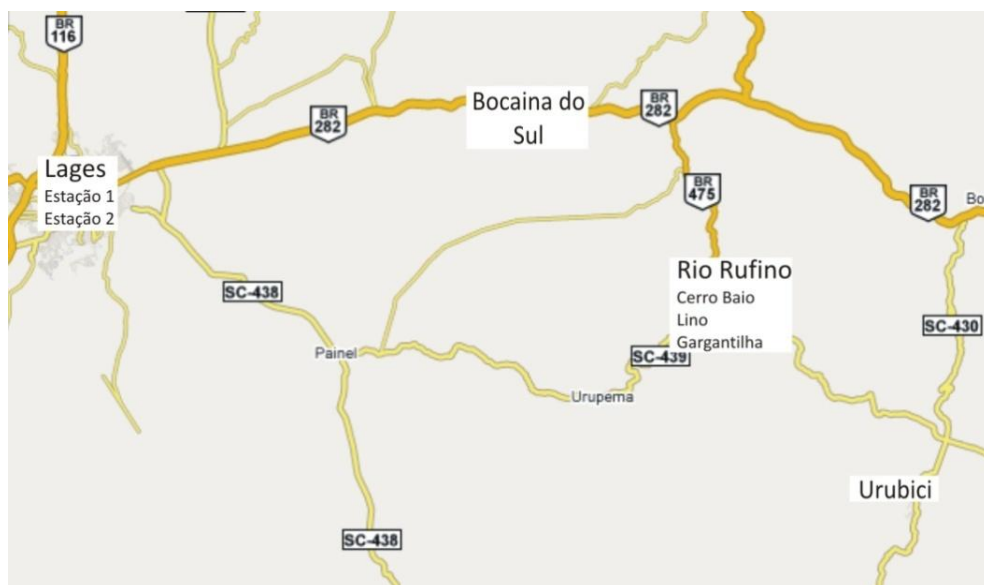 BR
116
BR
282
Bocaina do
Sul
BR
282
Lages
Estação 1
Estação 2
BR
475
BR
282
Bo
Rio Rufino
Cerro Baio
Lino
Gargantilha
SC-438
SC-430
Painel
SC-439
Urupema
Urubici
SC-438